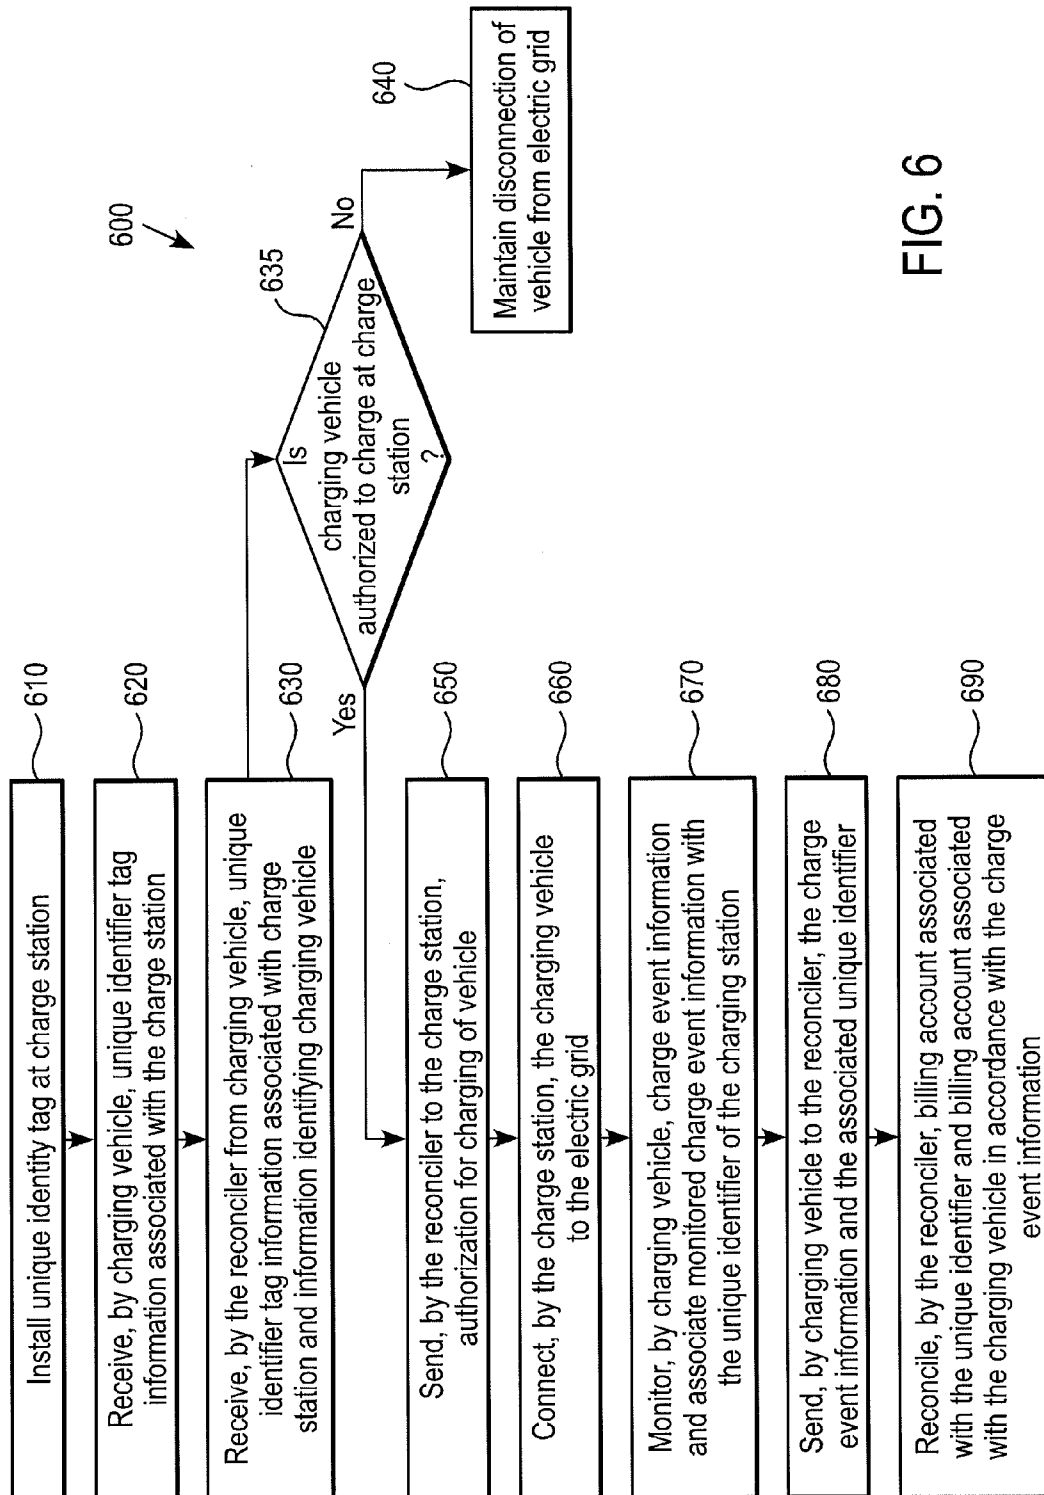 600
Install unique identity tag at charge station
610
Receive, by charging vehicle, unique identifier tag
information associated with the charge station
620
Receive, by the reconciler from charging vehicle, unique
identifier tag information associated with charge
station and information identifying charging vehicle
630
Is
charging vehicle
authorized to charge at charge
station
?
635
No
Maintain disconnection of
vehicle from electric grid
640
Yes
Send, by the reconciler to the charge station,
authorization for charging of vehicle
650
Connect, by the charge station, the charging vehicle
to the electric grid
660
Monitor, by charging vehicle, charge event information
and associate monitored charge event information with
the unique identifier of the charging station
670
Send, by charging vehicle to the reconciler, the charge
event information and the associated unique identifier
680
Reconcile, by the reconciler, billing account associated
with the unique identifier and billing account associated
with the charging vehicle in accordance with the charge
event information
690
FIG. 6